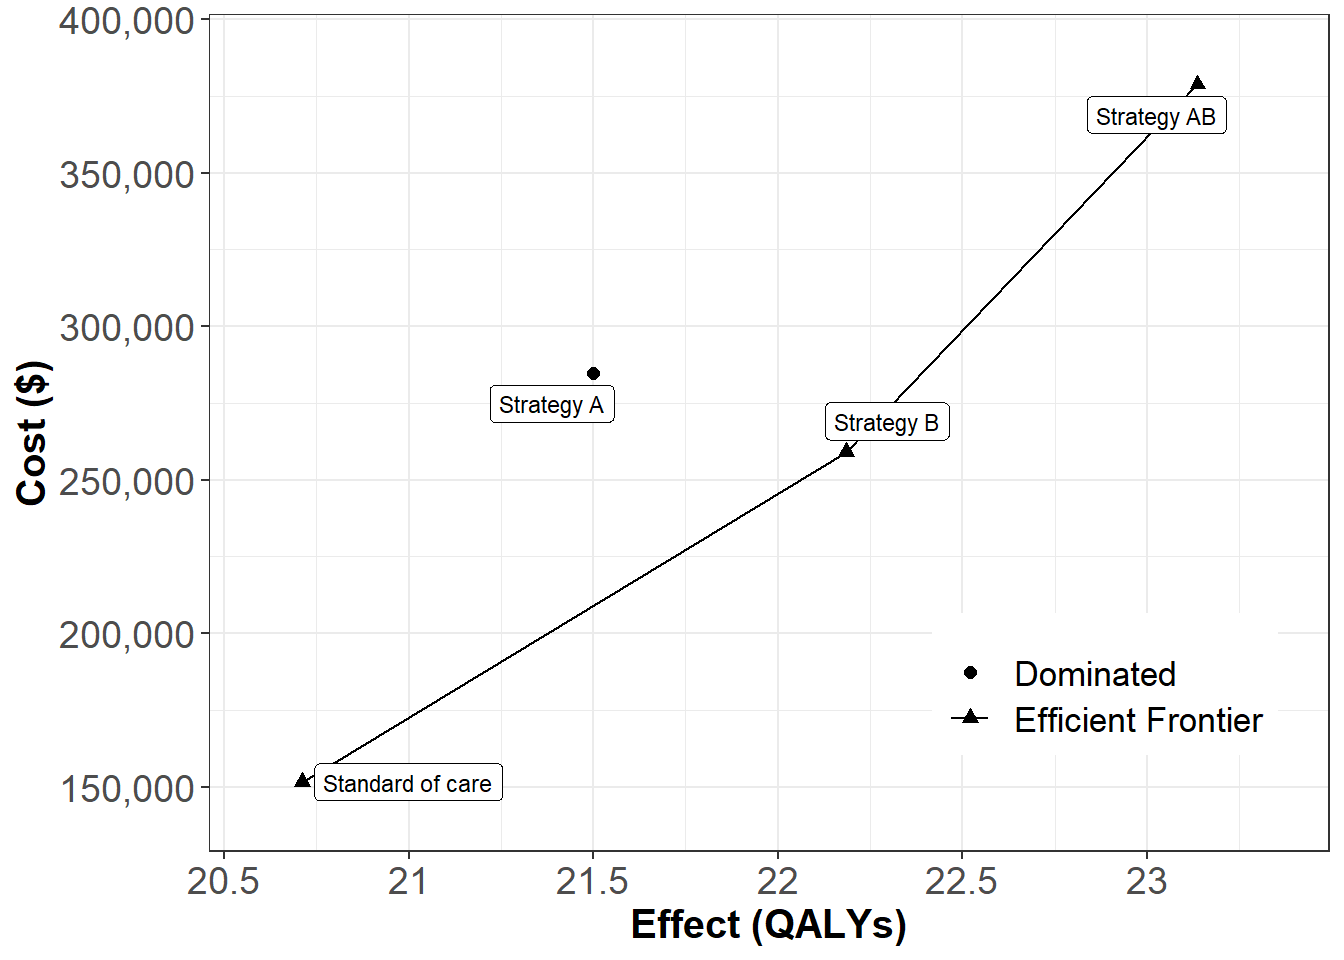 400,000
350,000
300,000
250,000
200,000
150,000
Cost ($)
Strategy AB
Strategy A
Strategy B
Standard of care
Dominated
Efficient Frontier
20.5 21 21.5 22 22.5 23
Effect (QALYs)